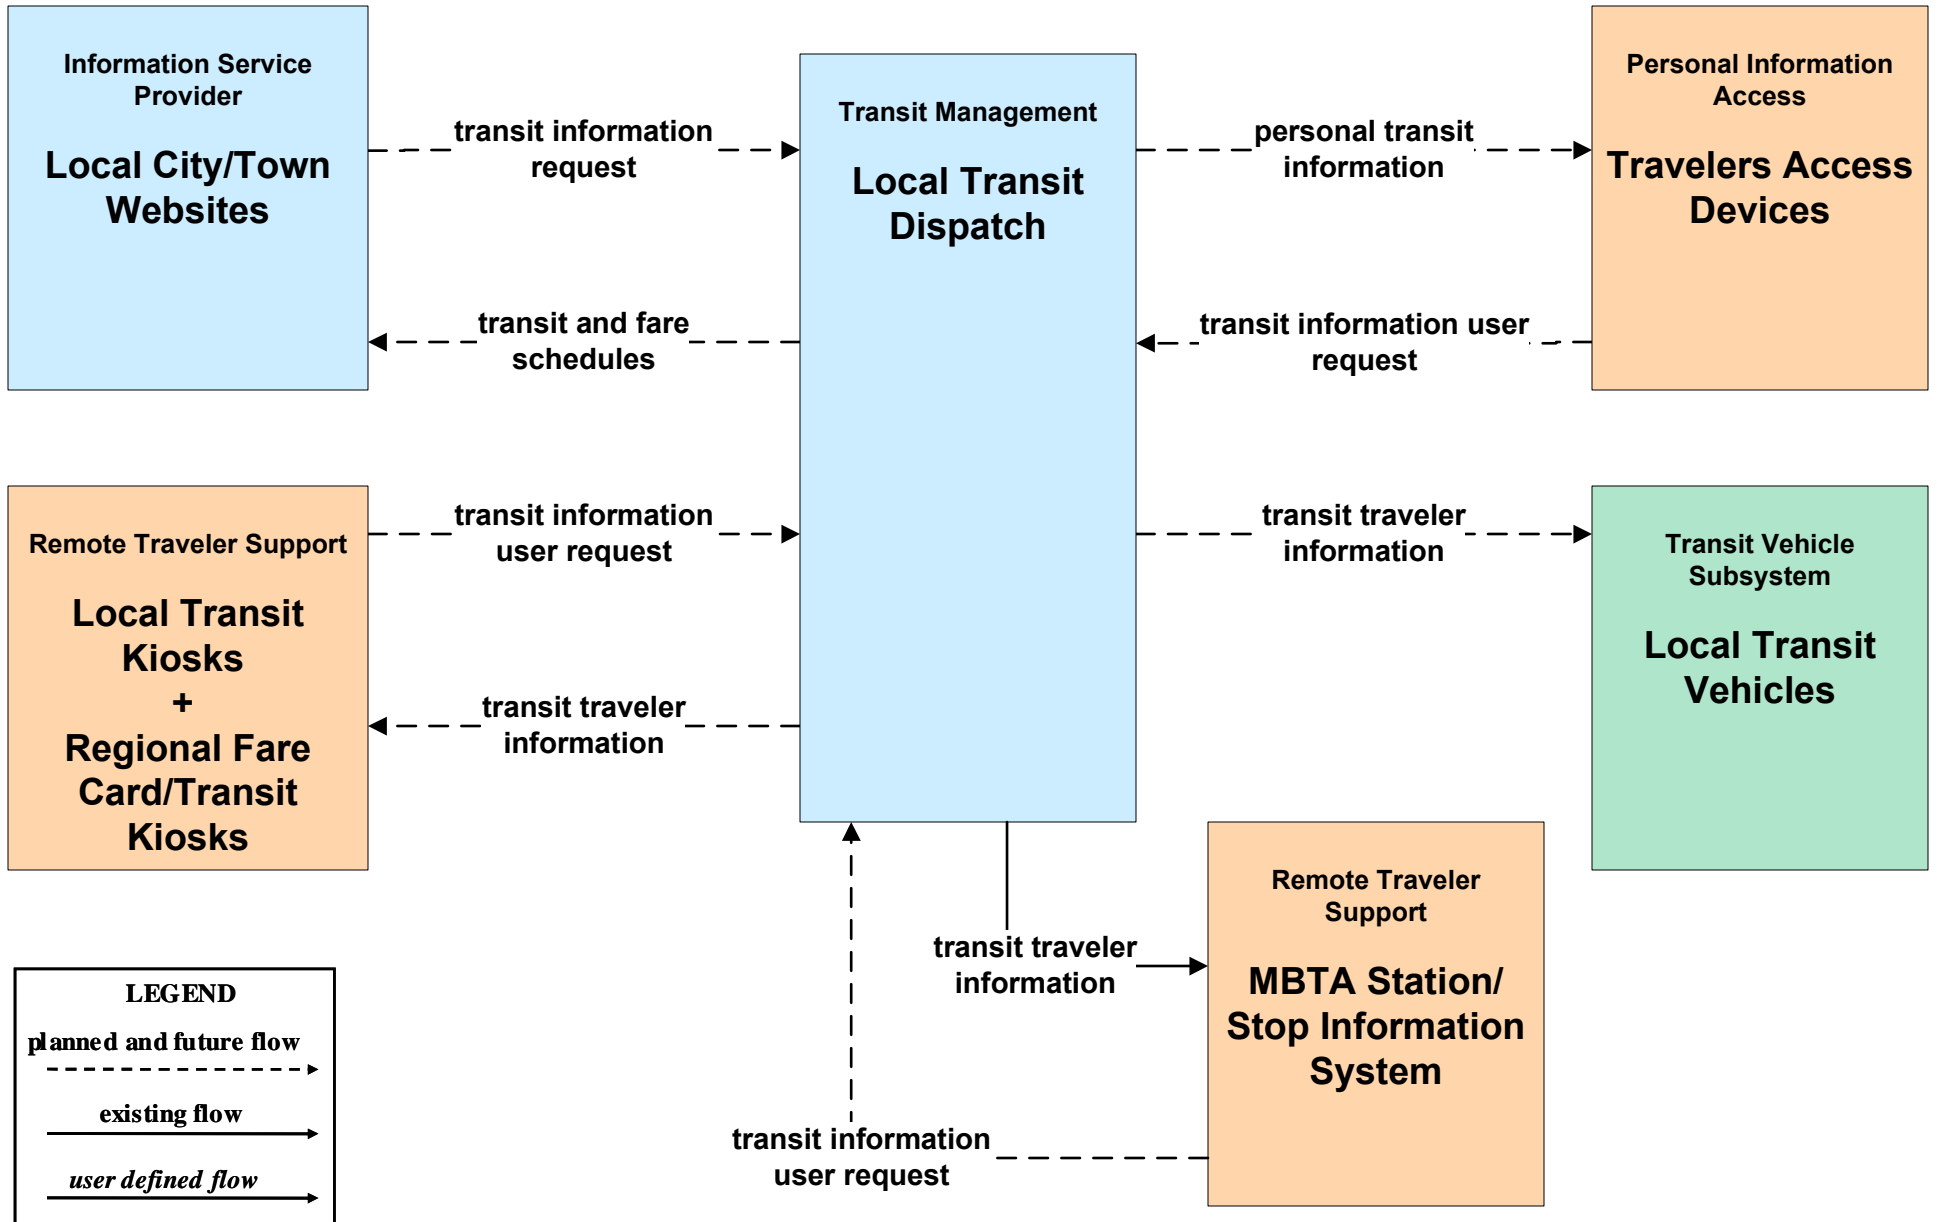 Information Service
Provider
Local City/Town
Websites
transit information
request
transit and fare
schedules
Transit Management
Local Transit
Dispatch
personal transit
information
transit information user
request
Personal Information
Access
Travelers Access
Devices
Remote Traveler Support
Local Transit
Kiosks
+
Regional Fare
Card/Transit
Kiosks
transit information
user request
transit traveler
information
transit traveler
information
Transit Vehicle
Subsystem
Local Transit
Vehicles
transit traveler
information
Remote Traveler
Support
MBTA Station/
Stop Information
System
transit information
user request
LEGEND
planned and future flow
existing flow
user defined flow